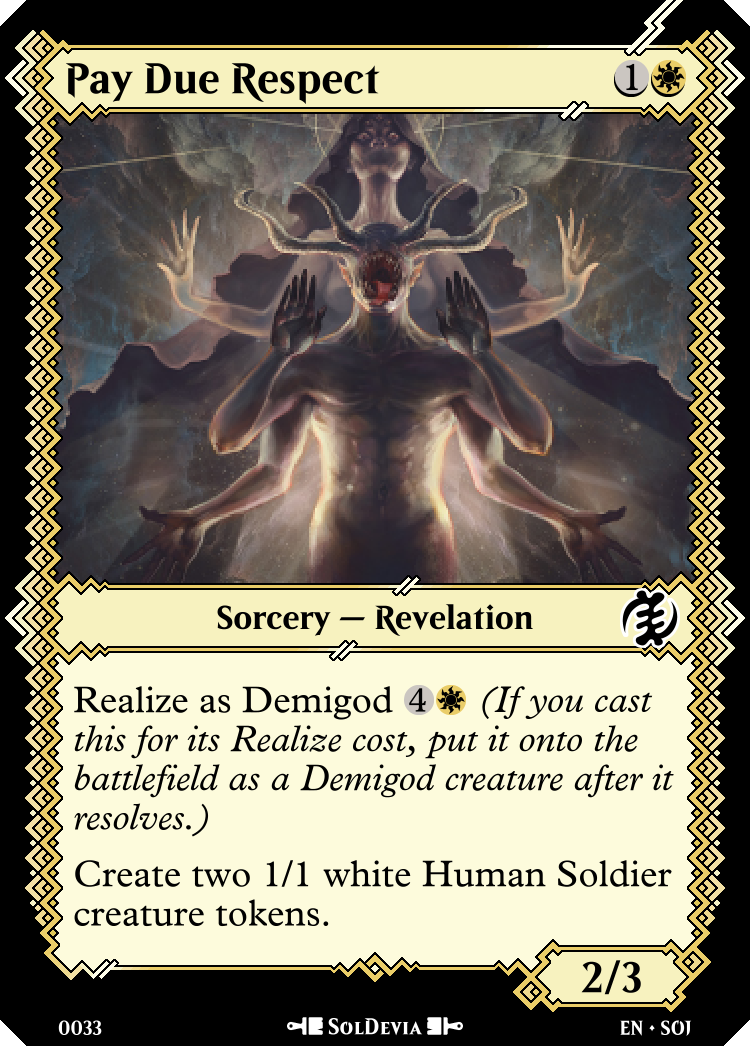 Pay Due Respect 1
Sorcery — Revelation
Realize as Demigod 4 (If you cast
this for its Realize cost, put it onto the
battlefield as a Demigod creature after it
resolves.)
Create two 1/1 white Human Soldier
creature tokens.
2/3
0033 SolDevia EN • SOI